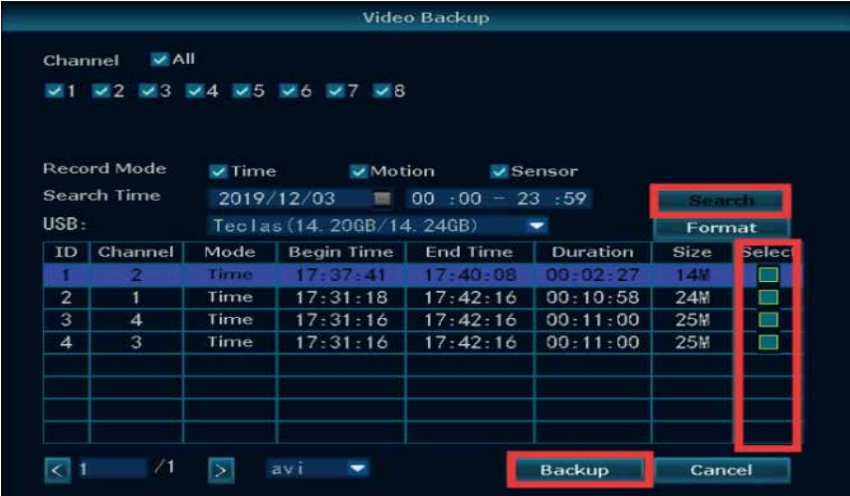 Video Backup
Channel All
1 2 3 4 5 6 7 8
Record Mode Time Motion Sensor
Search Time 2019/12/03 00 :00 - 23 :59 Search
USB: Teclas(14. 20GB/14. 24GB) Format
ID Channel Mode Begin Time End Time Duration Size Select
1 2 Time 17:37:41 17:40:08 00:02:27 14M
2 1 Time 17:31:18 17:42:16 00:10:58 24M
3 4 Time 17:31:16 17:42:16 00:11:00 25M
4 3 Time 17:31:16 17:42:16 00:11:00 25M
< 1 /1 > avi Backup Cancel